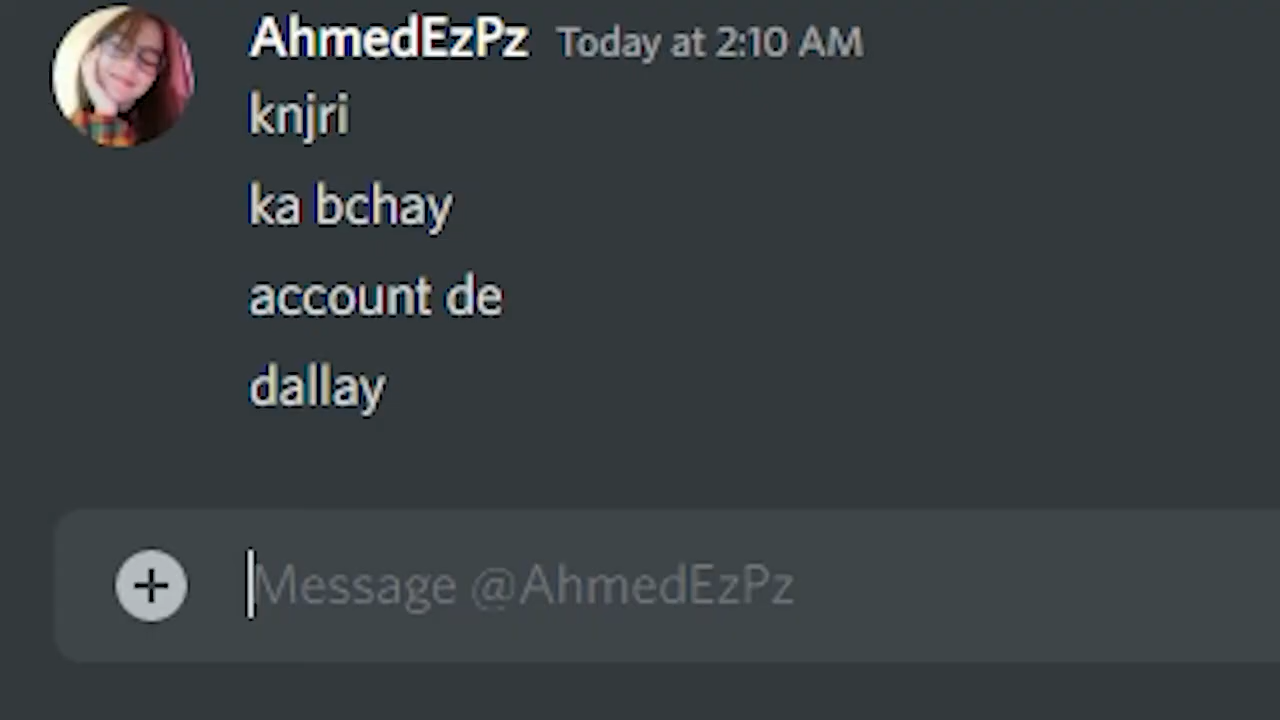 AhmedEzPz Today at 2:10 AM
knjri
ka bchay
account de
dallay
Message @AhmedEzPz